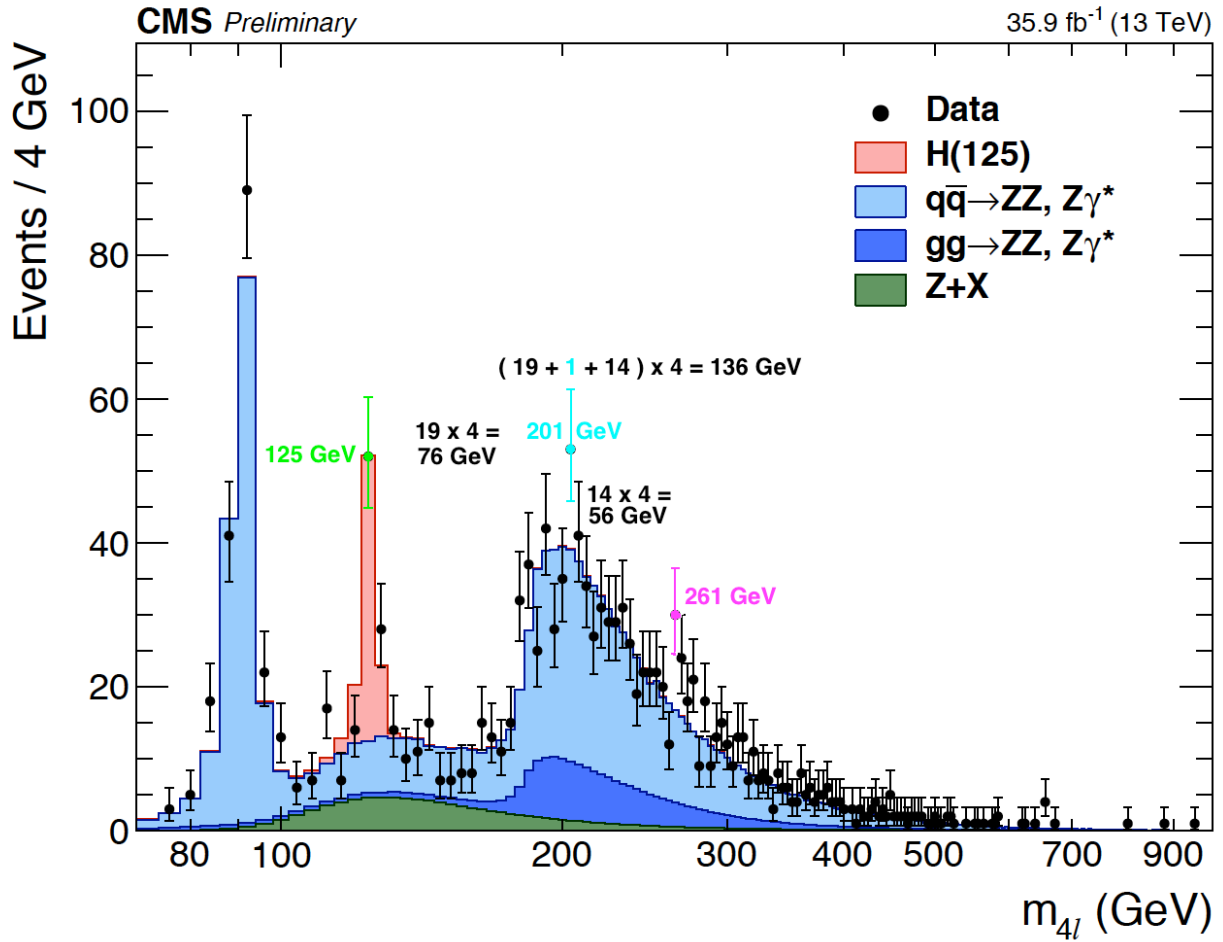 CMS Preliminary 35.9 fb⁻¹ (13 TeV)
Events / 4 GeV
100
80
60
40
20
0
Data
H(125)
qq̅→ZZ, Zγ*
gg→ZZ, Zγ*
Z+X
( 19 + 1 + 14 ) x 4 = 136 GeV
125 GeV
19 x 4 =
76 GeV
201 GeV
14 x 4 =
56 GeV
261 GeV
80 100 200 300 400 500 700 900
m₄ₗ (GeV)